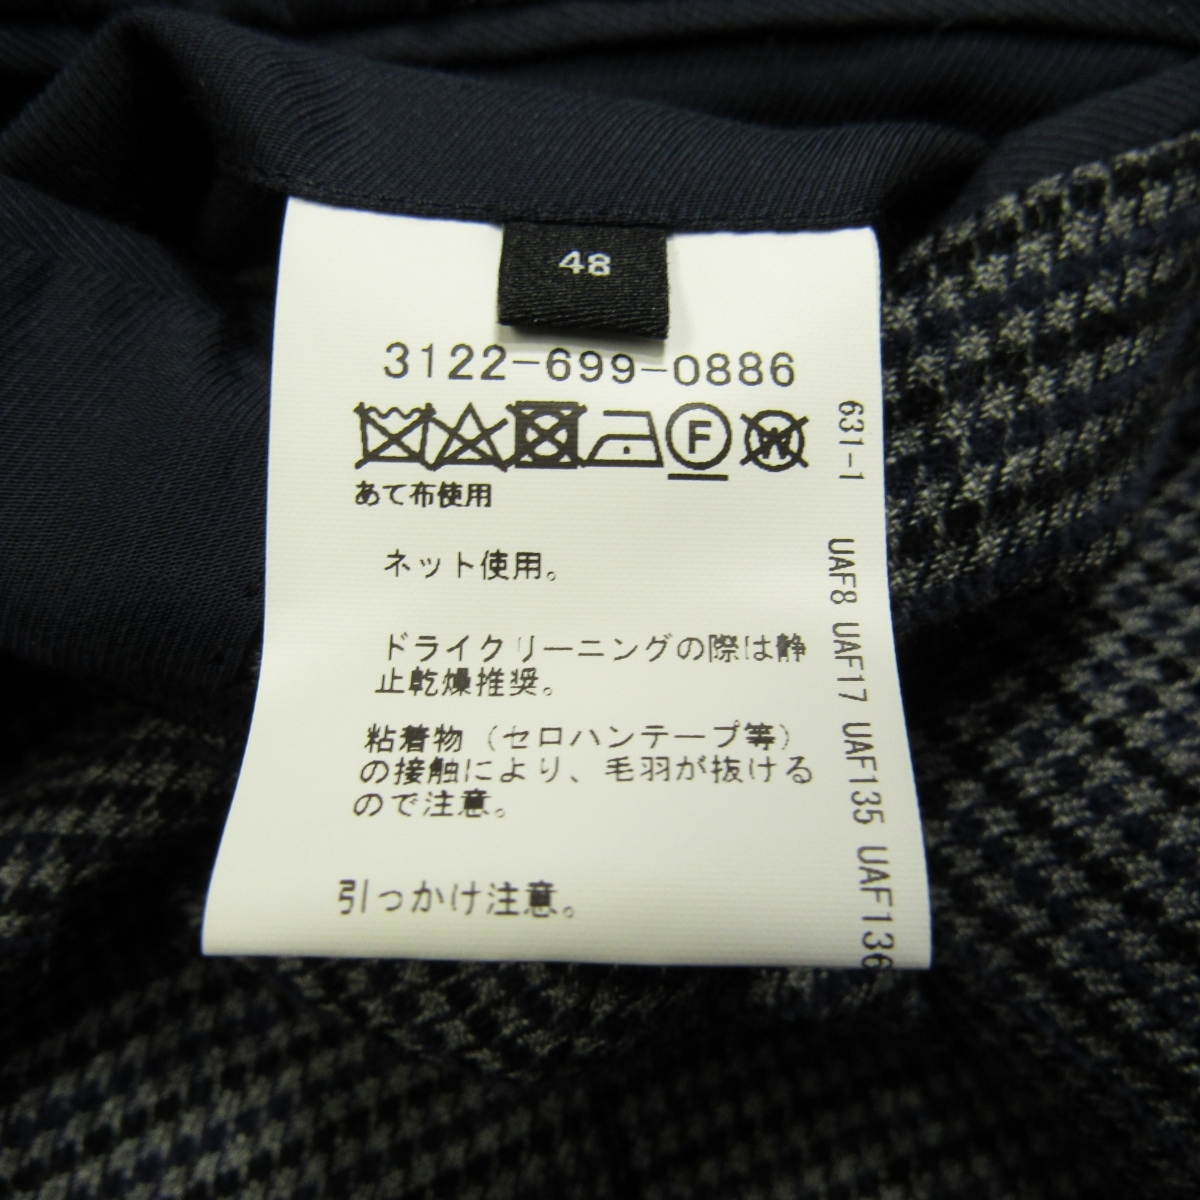 48
3122-699-0886
F
W
あて布使用
ネット使用。
ドライクリーニングの際は静
止乾燥推奨。
粘着物(セロハンテープ等)
の接触により、毛羽が抜ける
ので注意。
引っかけ注意。
631-1 UAF8 UAF17 UAF135 UAF136